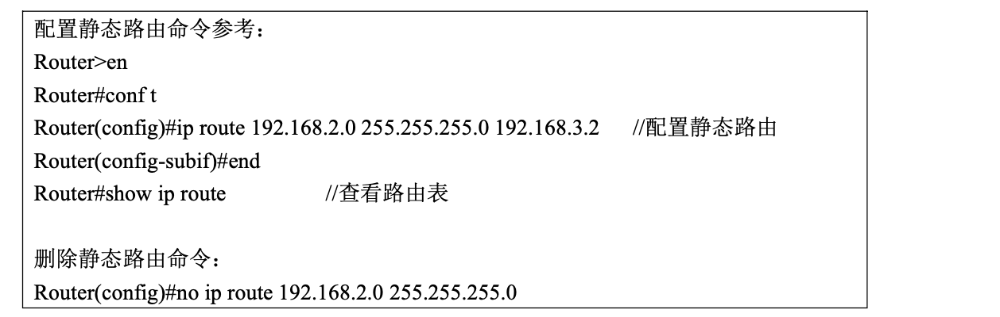 配置静态路由命令参考：
Router>en
Router#conf t
Router(config)#ip route 192.168.2.0 255.255.255.0 192.168.3.2 //配置静态路由
Router(config-subif)#end
Router#show ip route //查看路由表
删除静态路由命令：
Router(config)#no ip route 192.168.2.0 255.255.255.0